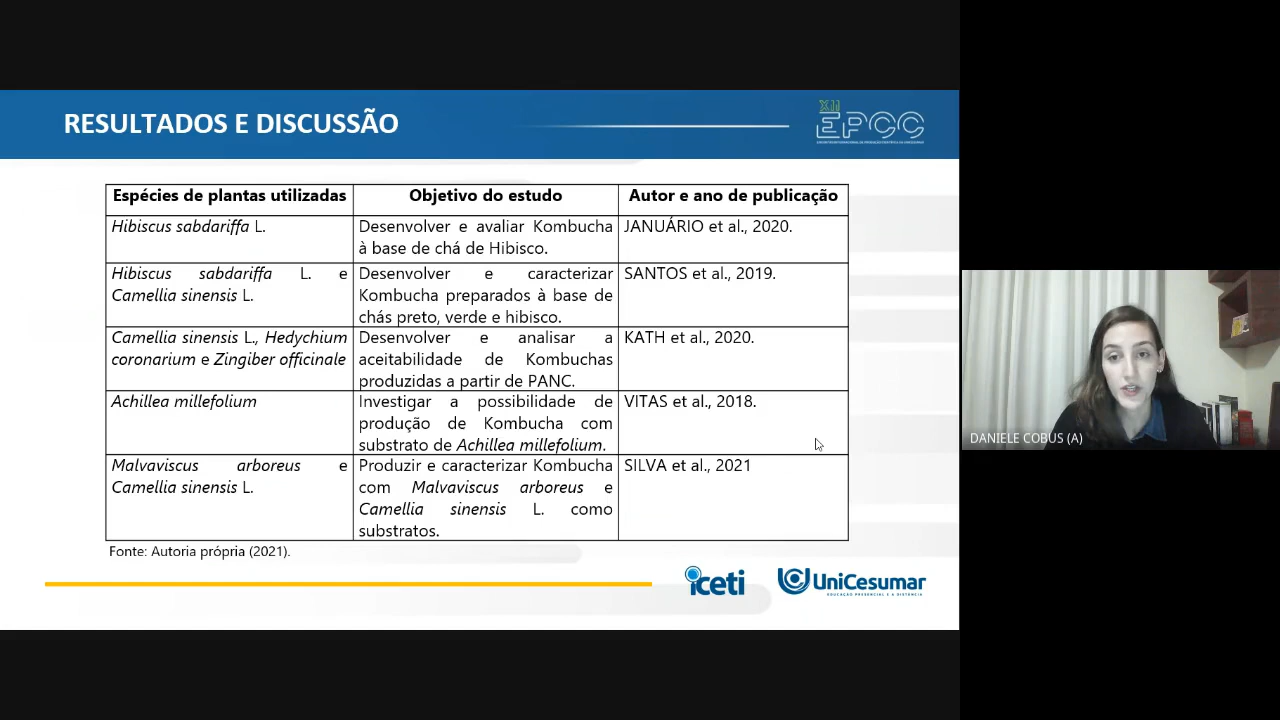 RESULTADOS E DISCUSSÃO
XII
EPCC
Espécies de plantas utilizadas
Objetivo do estudo
Autor e ano de publicação
Hibiscus sabdariffa L.
Desenvolver e avaliar Kombucha
à base de chá de Hibisco.
JANUÁRIO et al., 2020.
Hibiscus sabdariffa L. e
Camellia sinensis L.
Desenvolver e caracterizar
Kombucha preparados à base de
chás preto, verde e hibisco.
SANTOS et al., 2019.
Camellia sinensis L., Hedychium
coronarium e Zingiber officinale
Desenvolver e analisar a
aceitabilidade de Kombuchas
produzidas a partir de PANC.
KATH et al., 2020.
Achillea millefolium
Investigar a possibilidade de
produção de Kombucha com
substrato de Achillea millefolium.
VITAS et al., 2018.
Malvaviscus arboreus e
Camellia sinensis L.
Produzir e caracterizar Kombucha
com Malvaviscus arboreus e
Camellia sinensis L. como
substratos.
SILVA et al., 2021
Fonte: Autoria própria (2021).
iceti
UniCesumar
EDUCAÇÃO PRESENCIAL E A DISTÂNCIA
DANIELE COBUS (A)